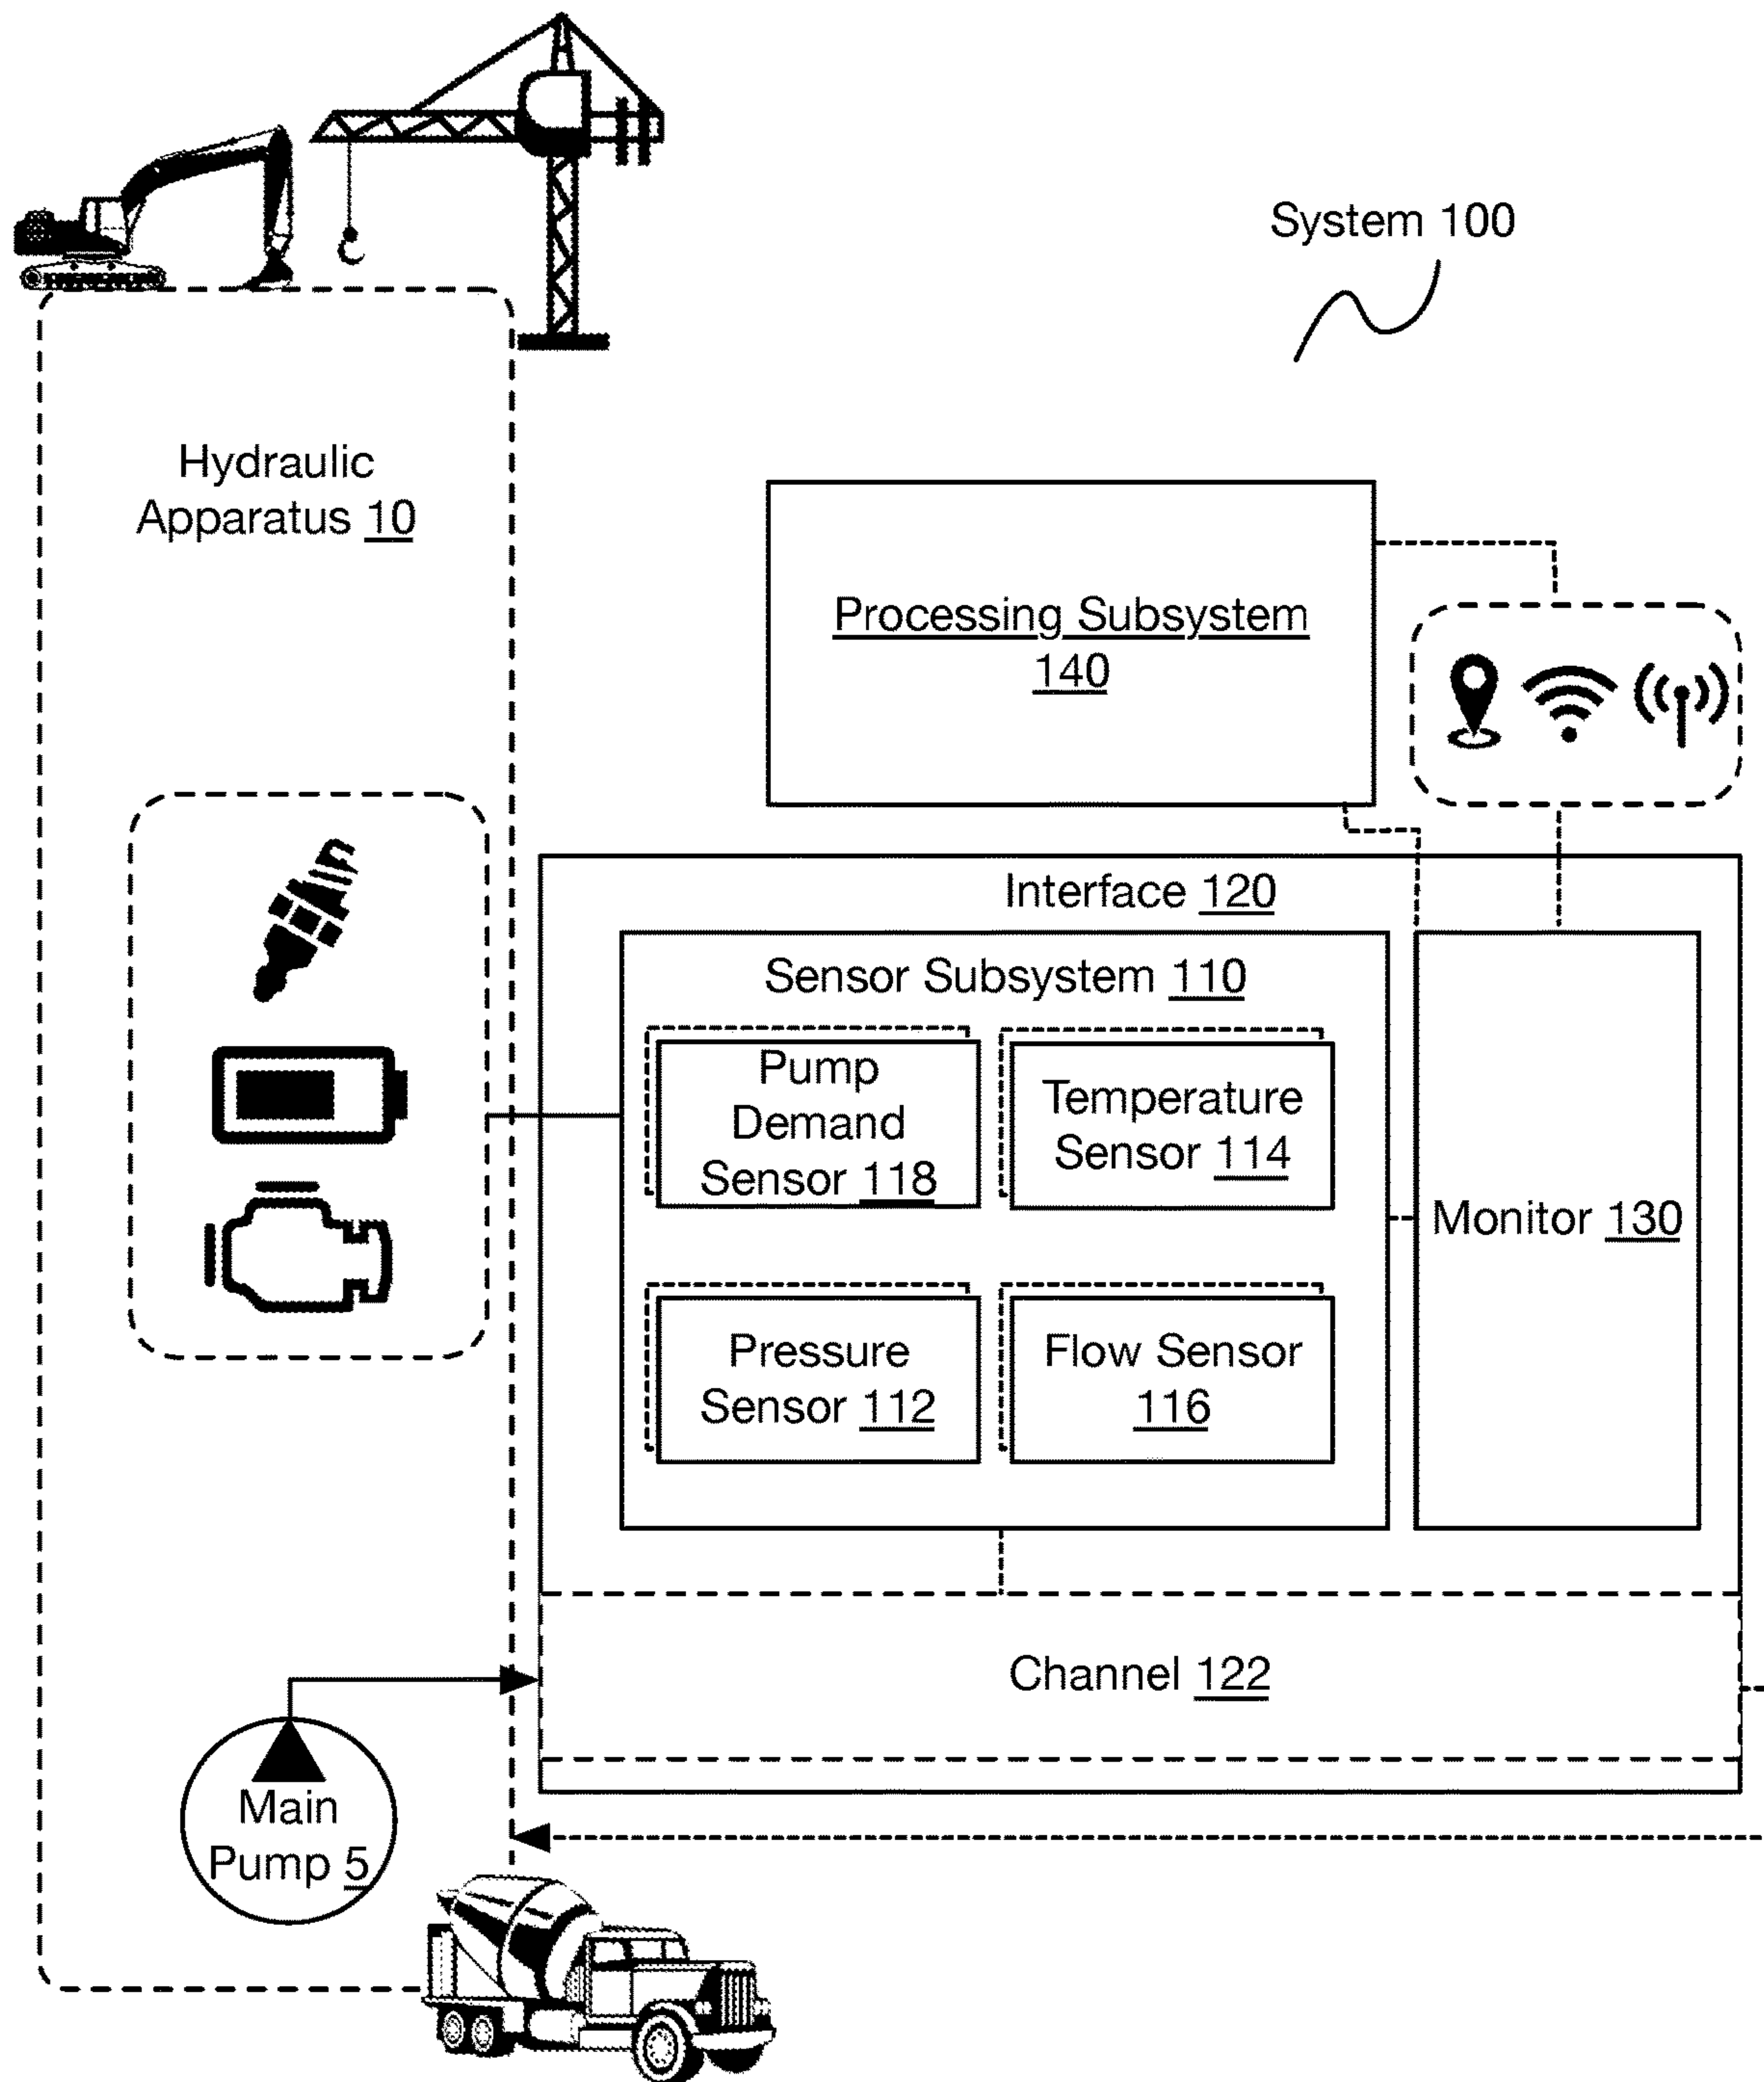 System 100
Hydraulic
Apparatus 10
Processing Subsystem
140
Interface 120
Sensor Subsystem 110
Pump
Demand
Sensor 118
Temperature
Sensor 114
Monitor 130
Pressure
Sensor 112
Flow Sensor
116
Channel 122
Main
Pump 5